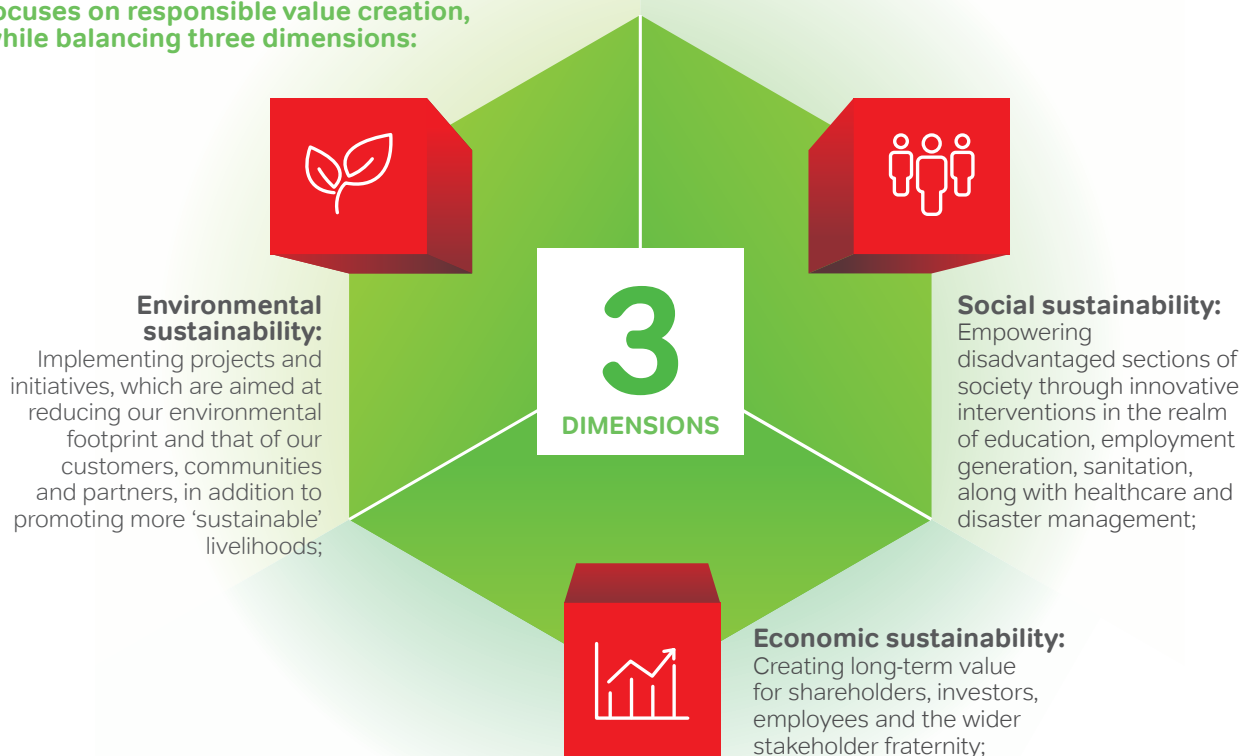 ocuses on responsible value creation,
while balancing three dimensions:
Environmental
sustainability:
Implementing projects and
initiatives, which are aimed at
reducing our environmental
footprint and that of our
customers, communities
and partners, in addition to
promoting more ‘sustainable’
livelihoods;
3
DIMENSIONS
Social sustainability:
Empowering
disadvantaged sections of
society through innovative
interventions in the realm
of education, employment
generation, sanitation,
along with healthcare and
disaster management;
Economic sustainability:
Creating long-term value
for shareholders, investors,
employees and the wider
stakeholder fraternity;